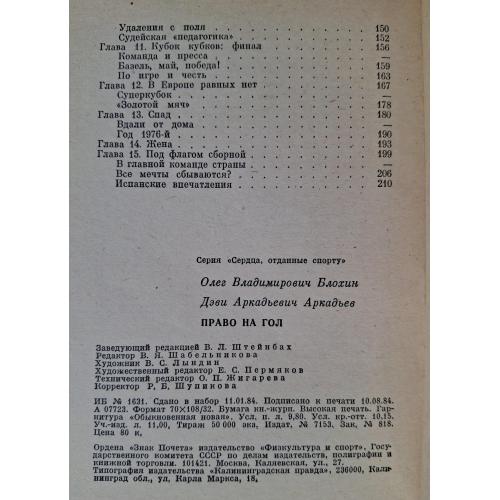 Удаления с поля . . . . . . . . . . 150
Судейская «педагогика» . . . . . . . . . . 152
Глава 11. Кубок кубков: финал . . . . . . . . . . 156
Команда и пресса . . . . . . . . . . —
Базель, май, победа! . . . . . . . . . . 159
По игре и честь . . . . . . . . . . 163
Глава 12. В Европе равных нет . . . . . . . . . . 167
Суперкубок . . . . . . . . . . —
«Золотой мяч» . . . . . . . . . . 178
Глава 13. Спад . . . . . . . . . . 180
Вдали от дома . . . . . . . . . . —
Год 1976-й . . . . . . . . . . 190
Глава 14. Жена . . . . . . . . . . 193
Глава 15. Под флагом сборной . . . . . . . . . . 199
В главной команде страны . . . . . . . . . . —
Все мечты сбываются? . . . . . . . . . . 206
Испанские впечатления . . . . . . . . . . 210
Серия «Сердца, отданные спорту»
Олег Владимирович Блохин
Дэви Аркадьевич Аркадьев
ПРАВО НА ГОЛ
Заведующий редакцией В. Л. Штейнбах
Редактор В. Я. Шабельникова
Художник В. С. Лындин
Художественный редактор Е. С. Пермяков
Технический редактор О. П. Жигарева
Корректор Р. Б. Шупикова
ИБ № 1631. Сдано в набор 11.01.84. Подписано к печати 10.08.84.
А 07723. Формат 70×108/32. Бумага кн.-журн. Высокая печать. Гар-
нитура «Обыкновенная новая». Усл. п. л. 9,80. Усл. кр.-отт. 10,15.
Уч.-изд. л. 11,00. Тираж 50 000 экз. Издат. № 7153. Зак. № 818.
Цена 80 к.
Ордена «Знак Почета» издательство «Физкультура и спорт», Госу-
дарственного комитета СССР по делам издательств, полиграфии и
книжной торговли. 101421. Москва, Каляевская, ул., 27.
Типография издательства «Калининградская правда», 236000, Кали-
нинград обл., ул. Карла Маркса, 18.